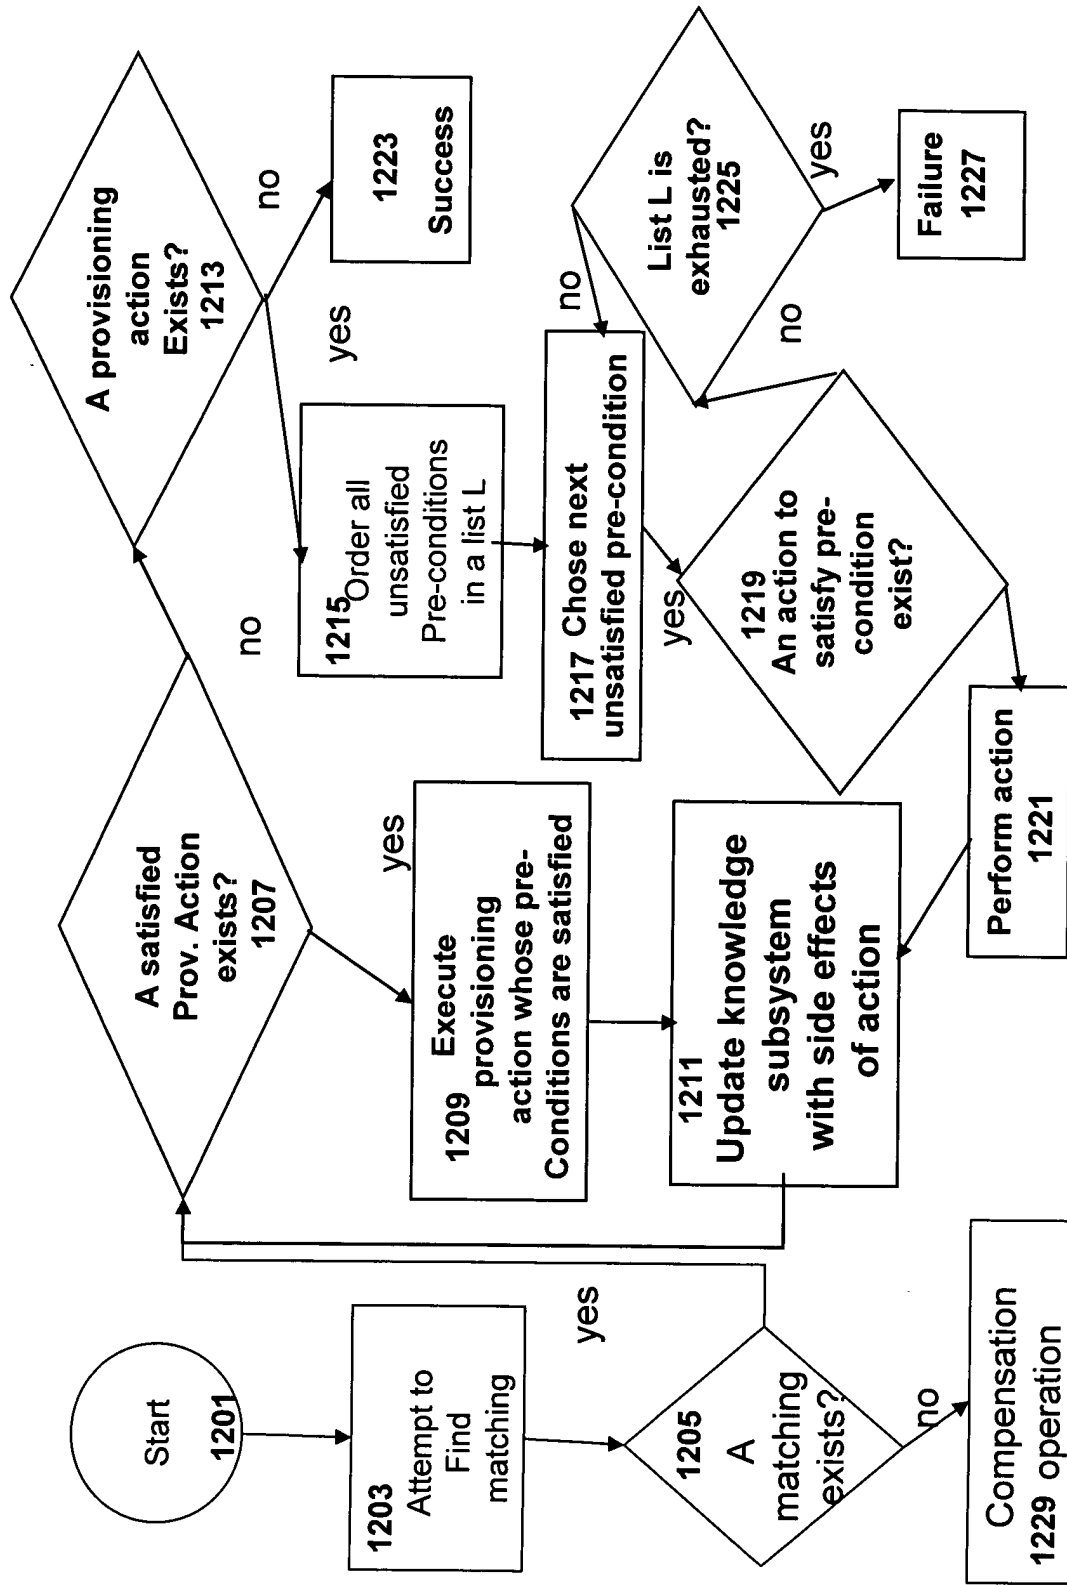 Start
1201
1203
Attempt to
Find
matching
1205
A
matching
exists?
yes
no
Compensation
1229 operation
A satisfied
Prov. Action
exists?
1207
yes
no
1209
Execute
provisioning
action whose pre-
Conditions are satisfied
1211
Update knowledge
subsystem
with side effects
of action
A provisioning
action
Exists?
1213
no
yes
1223
Success
1215
Order all
unsatisfied
Pre-conditions
in a list L
1217 Chose next
unsatisfied pre-condition
yes
1219
An action to
satisfy pre-
condition
exist?
no
Perform action
1221
List L is
exhausted?
1225
no
yes
Failure
1227